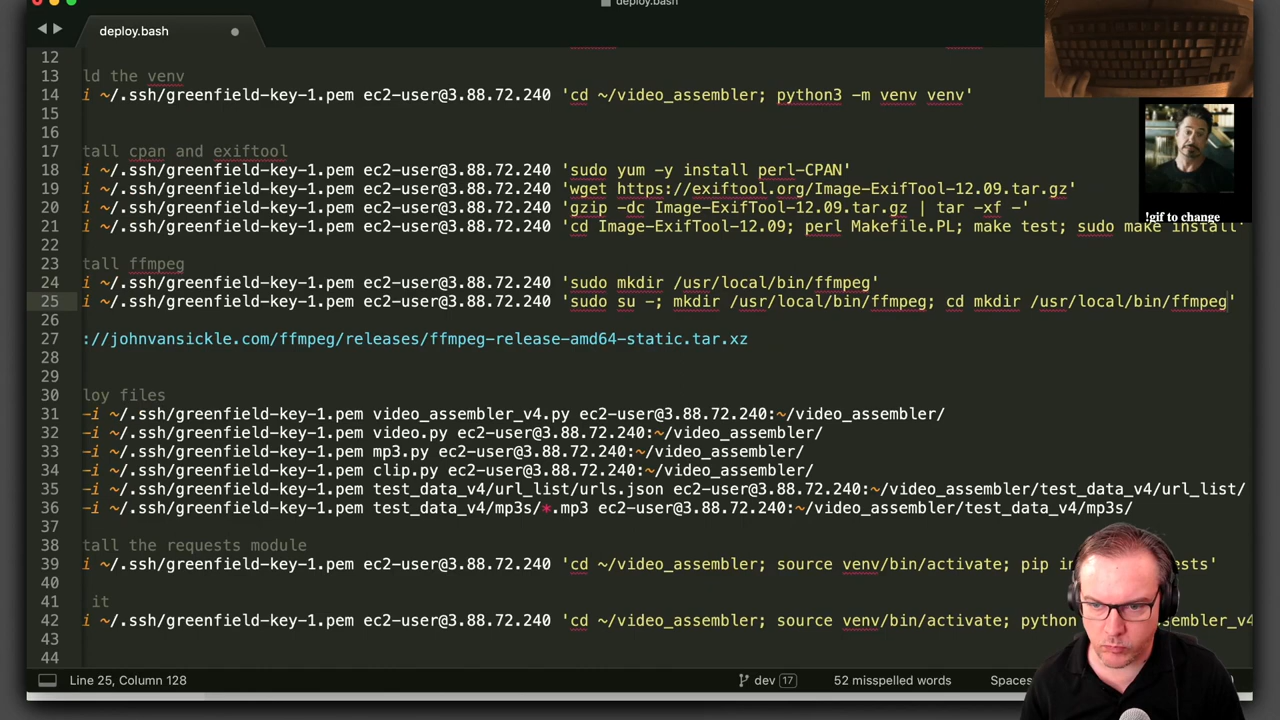 deploy.bash
deploy.bash
12
13 ld the venv
14 i ~/.ssh/greenfield-key-1.pem ec2-user@3.88.72.240 'cd ~/video_assembler; python3 -m venv venv'
15
16
17 tall cpan and exiftool
18 i ~/.ssh/greenfield-key-1.pem ec2-user@3.88.72.240 'sudo yum -y install perl-CPAN'
19 i ~/.ssh/greenfield-key-1.pem ec2-user@3.88.72.240 'wget https://exiftool.org/Image-ExifTool-12.09.tar.gz'
20 i ~/.ssh/greenfield-key-1.pem ec2-user@3.88.72.240 'gzip -dc Image-ExifTool-12.09.tar.gz | tar -xf -'
21 i ~/.ssh/greenfield-key-1.pem ec2-user@3.88.72.240 'cd Image-ExifTool-12.09; perl Makefile.PL; make test; sudo make install'
22
23 tall ffmpeg
24 i ~/.ssh/greenfield-key-1.pem ec2-user@3.88.72.240 'sudo mkdir /usr/local/bin/ffmpeg'
25 i ~/.ssh/greenfield-key-1.pem ec2-user@3.88.72.240 'sudo su -; mkdir /usr/local/bin/ffmpeg; cd mkdir /usr/local/bin/ffmpeg'
26
27 ://johnvansickle.com/ffmpeg/releases/ffmpeg-release-amd64-static.tar.xz
28
29
30 loy files
31 -i ~/.ssh/greenfield-key-1.pem video_assembler_v4.py ec2-user@3.88.72.240:~/video_assembler/
32 -i ~/.ssh/greenfield-key-1.pem video.py ec2-user@3.88.72.240:~/video_assembler/
33 -i ~/.ssh/greenfield-key-1.pem mp3.py ec2-user@3.88.72.240:~/video_assembler/
34 -i ~/.ssh/greenfield-key-1.pem clip.py ec2-user@3.88.72.240:~/video_assembler/
35 -i ~/.ssh/greenfield-key-1.pem test_data_v4/url_list/urls.json ec2-user@3.88.72.240:~/video_assembler/test_data_v4/url_list/
36 -i ~/.ssh/greenfield-key-1.pem test_data_v4/mp3s/*.mp3 ec2-user@3.88.72.240:~/video_assembler/test_data_v4/mp3s/
37
38 tall the requests module
39 i ~/.ssh/greenfield-key-1.pem ec2-user@3.88.72.240 'cd ~/video_assembler; source venv/bin/activate; pip in ests'
40
41 it
42 i ~/.ssh/greenfield-key-1.pem ec2-user@3.88.72.240 'cd ~/video_assembler; source venv/bin/activate; python sembler_v4
43
44
!gif to change
Line 25, Column 128
dev 17
52 misspelled words
Spaces